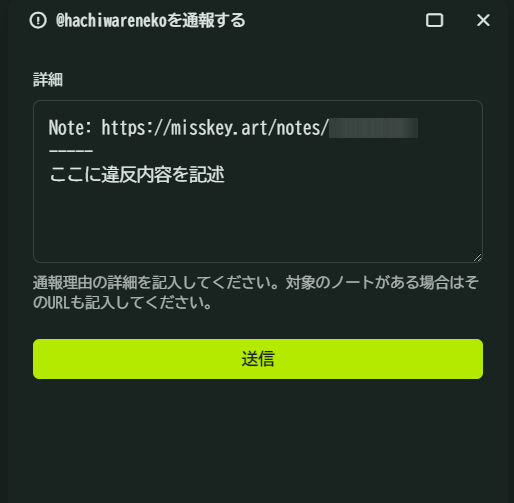 @hachiwarenekoを通報する
詳細
Note: https://misskey.art/notes/
-----
ここに違反内容を記述
通報理由の詳細を記入してください。対象のノートがある場合はそ
のURLも記入してください。
送信